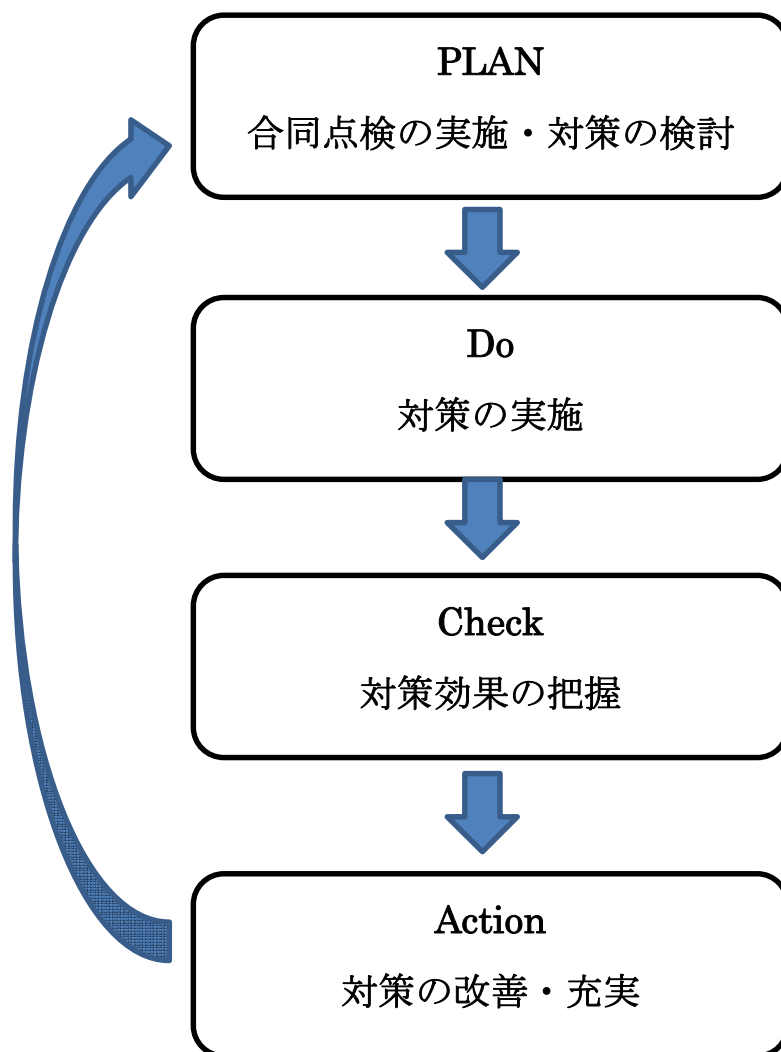 PLAN
合同点検の実施・対策の検討
Do
対策の実施
Check
対策効果の把握
Action
対策の改善・充実